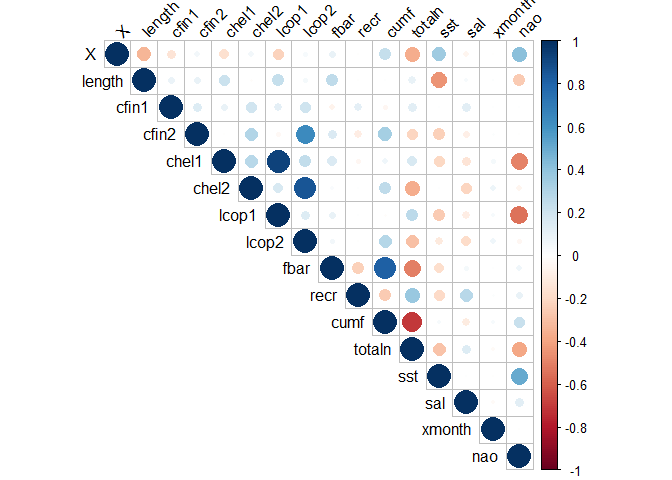 X length cfin1 cfin2 chel1 chel2 lcop1 lcop2 fbar recr cumf totaln sst sal xmonth nao
X
length
cfin1
cfin2
chel1
chel2
lcop1
lcop2
fbar
recr
cumf
totaln
sst
sal
xmonth
nao
1
0.8
0.6
0.4
0.2
0
-0.2
-0.4
-0.6
-0.8
-1